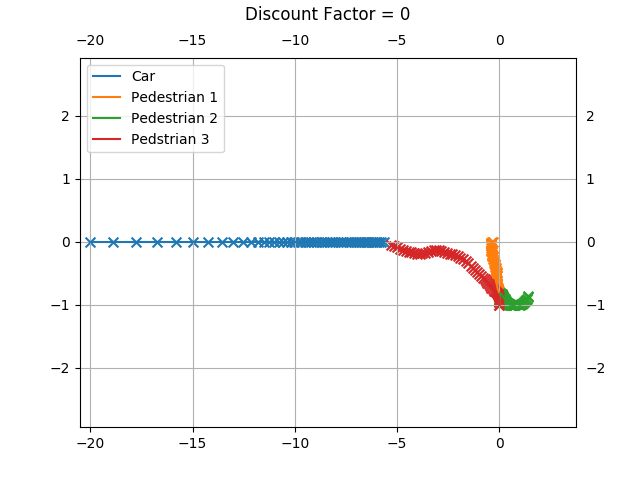 Discount Factor = 0
−20 −15 −10 −5 0
Car
Pedestrian 1
Pedestrian 2
Pedstrian 3
2 2
1 1
0 0
−1 −1
−2 −2
−20 −15 −10 −5 0